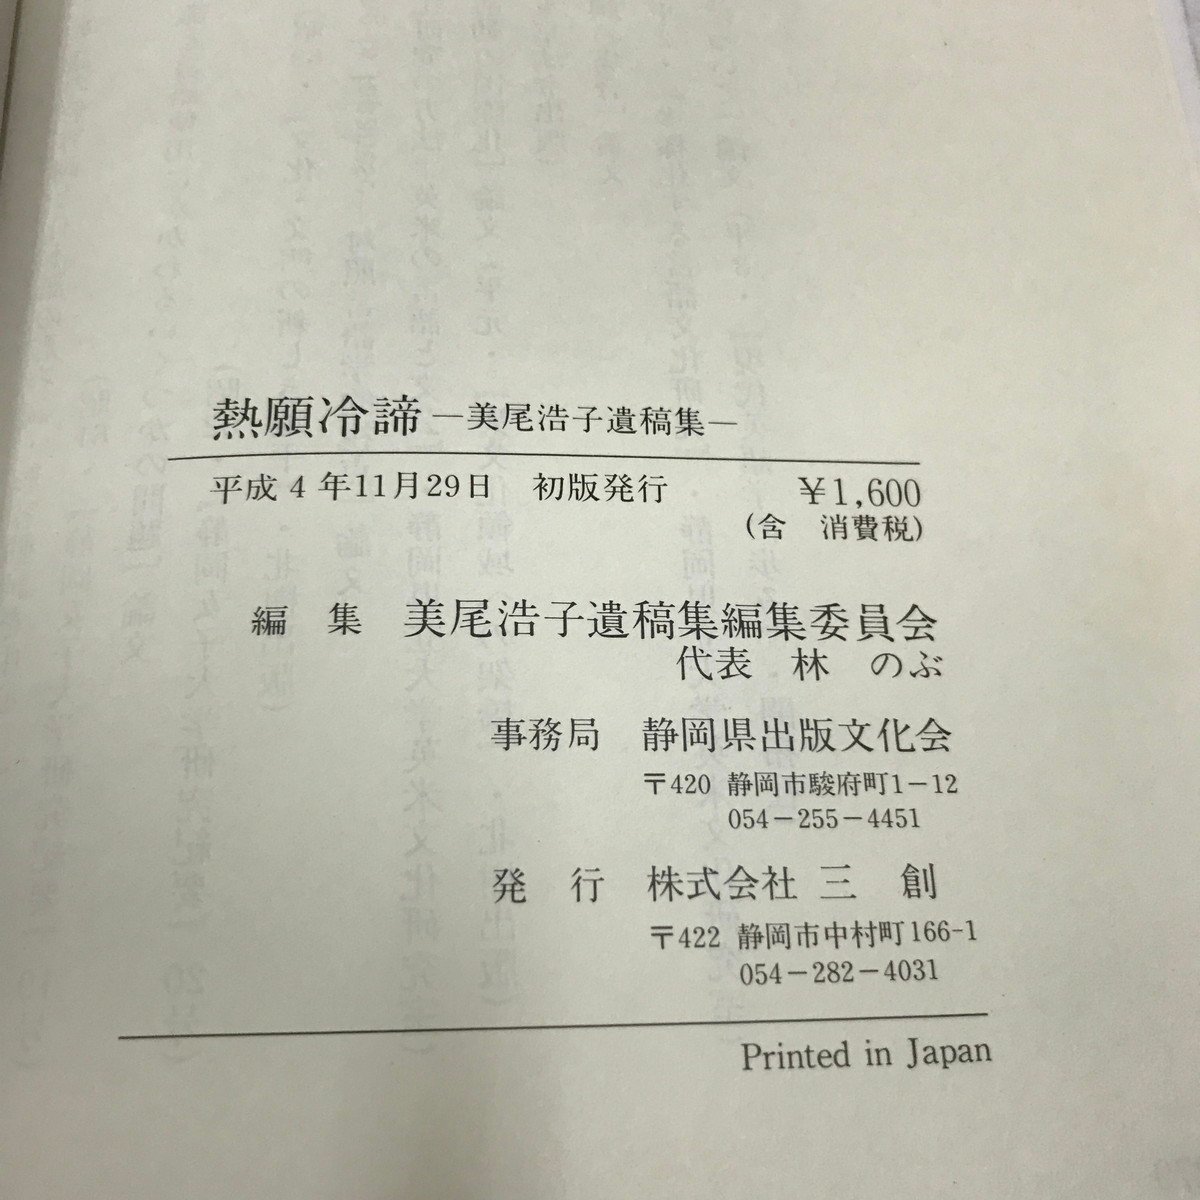 熱願冷諦―美尾浩子遺稿集―
平成4年11月29日　初版発行　¥1,600
(含　消費税)
編　集　美尾浩子遺稿集編集委員会
代表　林　のぶ
事務局　静岡県出版文化会
〒420 静岡市駿府町1−12
054−255−4451
発　行　株式会社 三　創
〒422 静岡市中村町166-1
054−282−4031
Printed in Japan